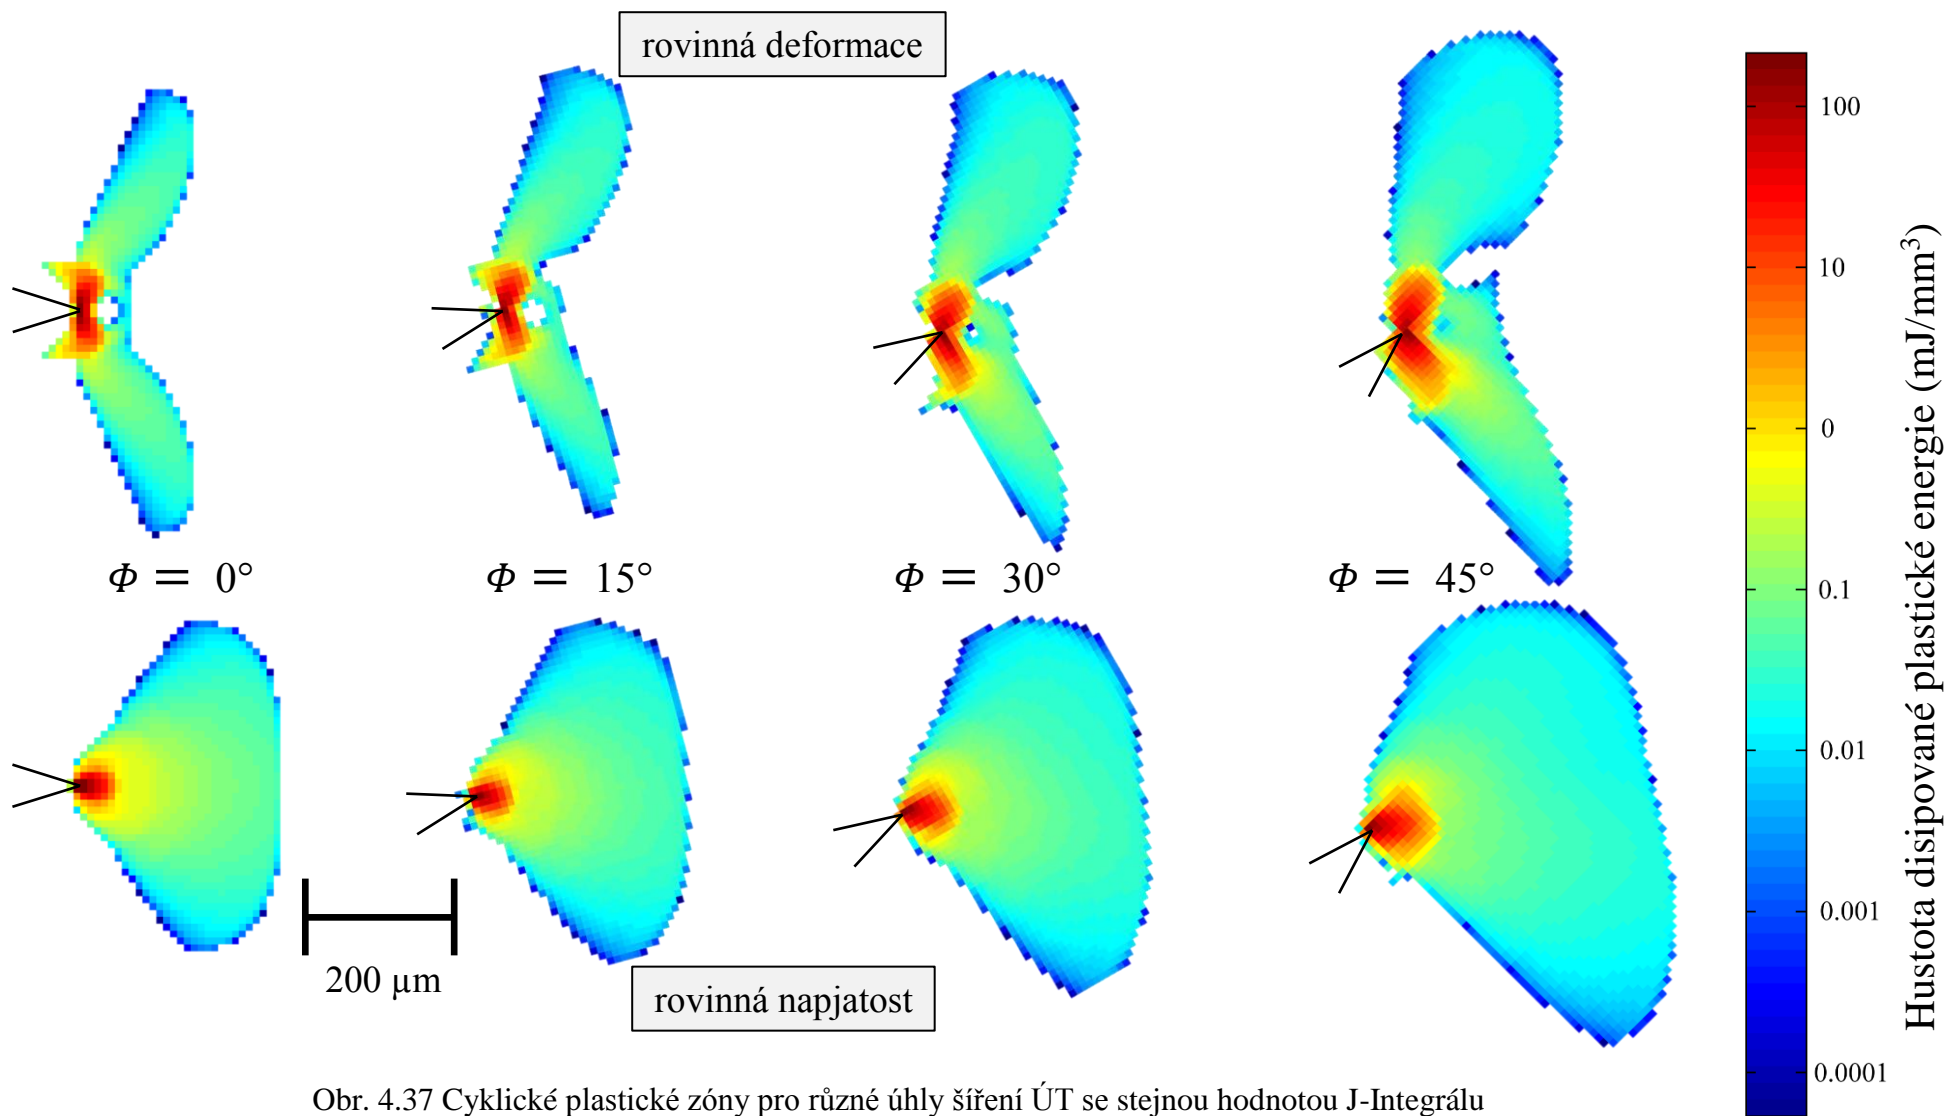 rovinná deformace
Φ = 0°
Φ = 15°
Φ = 30°
Φ = 45°
200 µm
rovinná napjatost
100
10
0
0.1
0.01
0.001
0.0001
Hustota disipované plastické energie (mJ/mm³)
Obr. 4.37 Cyklické plastické zóny pro různé úhly šíření ÚT se stejnou hodnotou J-Integrálu